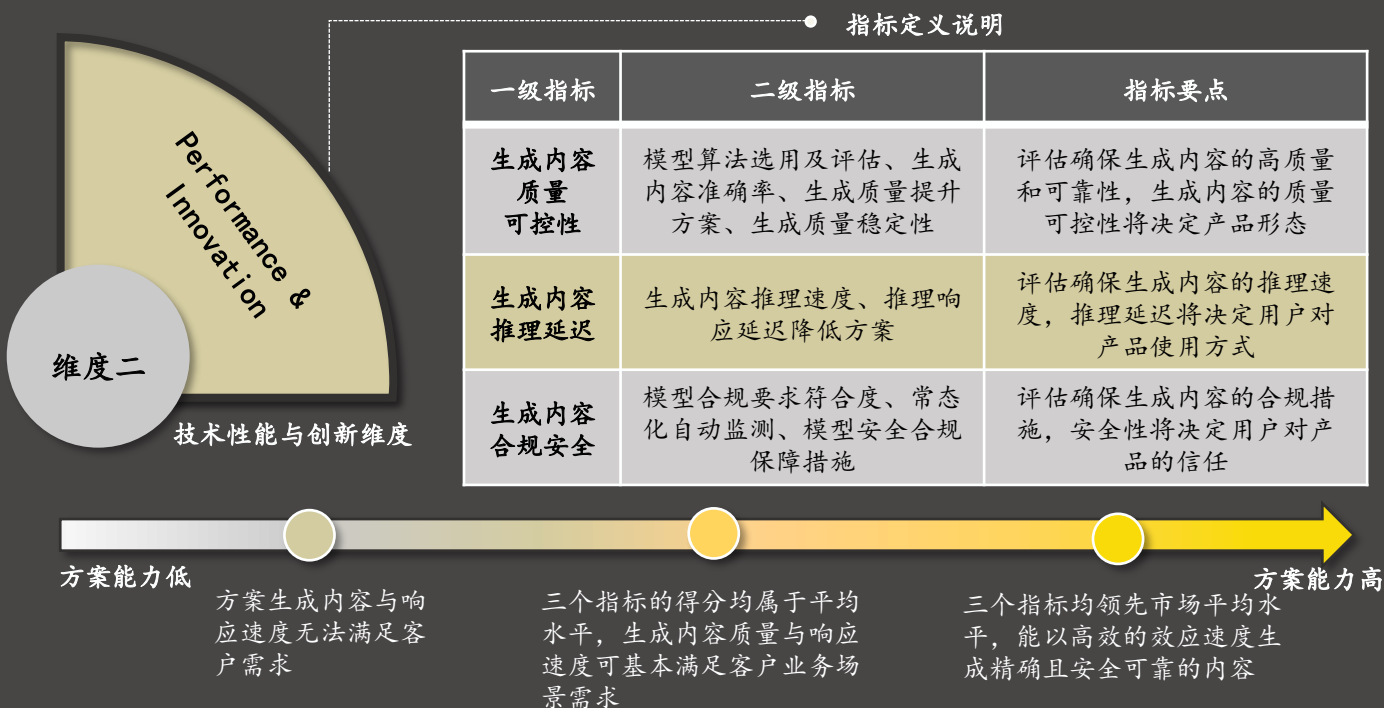 指标定义说明
Performance &
Innovation
维度二
技术性能与创新维度
一级指标
二级指标
指标要点
生成内容
质量
可控性
模型算法选用及评估、生成
内容准确率、生成质量提升
方案、生成质量稳定性
评估确保生成内容的高质量
和可靠性，生成内容的质量
可控性将决定产品形态
生成内容
推理延迟
生成内容推理速度、推理响
应延迟降低方案
评估确保生成内容的推理速
度，推理延迟将决定用户对
产品使用方式
生成内容
合规安全
模型合规要求符合度、常态
化自动监测、模型安全合规
保障措施
评估确保生成内容的合规措
施，安全性将决定用户对产
品的信任
方案能力低
方案能力高
方案生成内容与响
应速度无法满足客
户需求
三个指标的得分均属于平均
水平，生成内容质量与响应
速度可基本满足客户业务场
景需求
三个指标均领先市场平均水
平，能以高效的效应速度生
成精确且安全可靠的内容